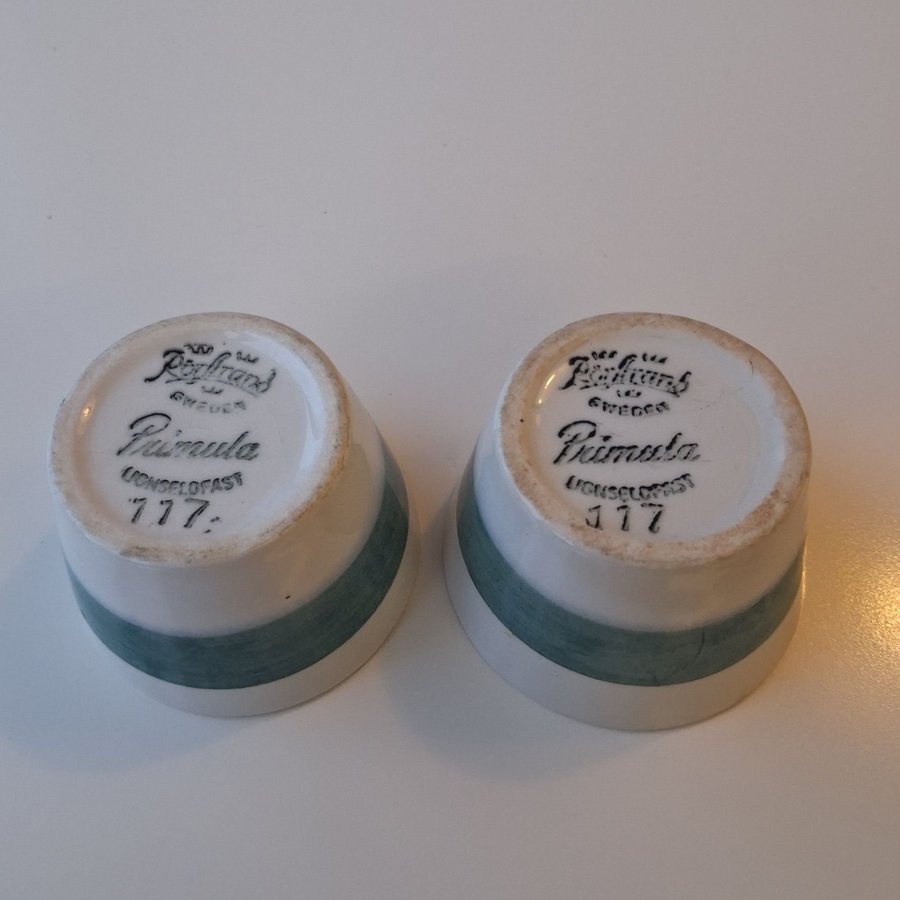 Rörstrand
SWEDEN
Primula
UGNSELDFAST
117
Rörstrand
SWEDEN
Primula
UGNSELDFAST
117